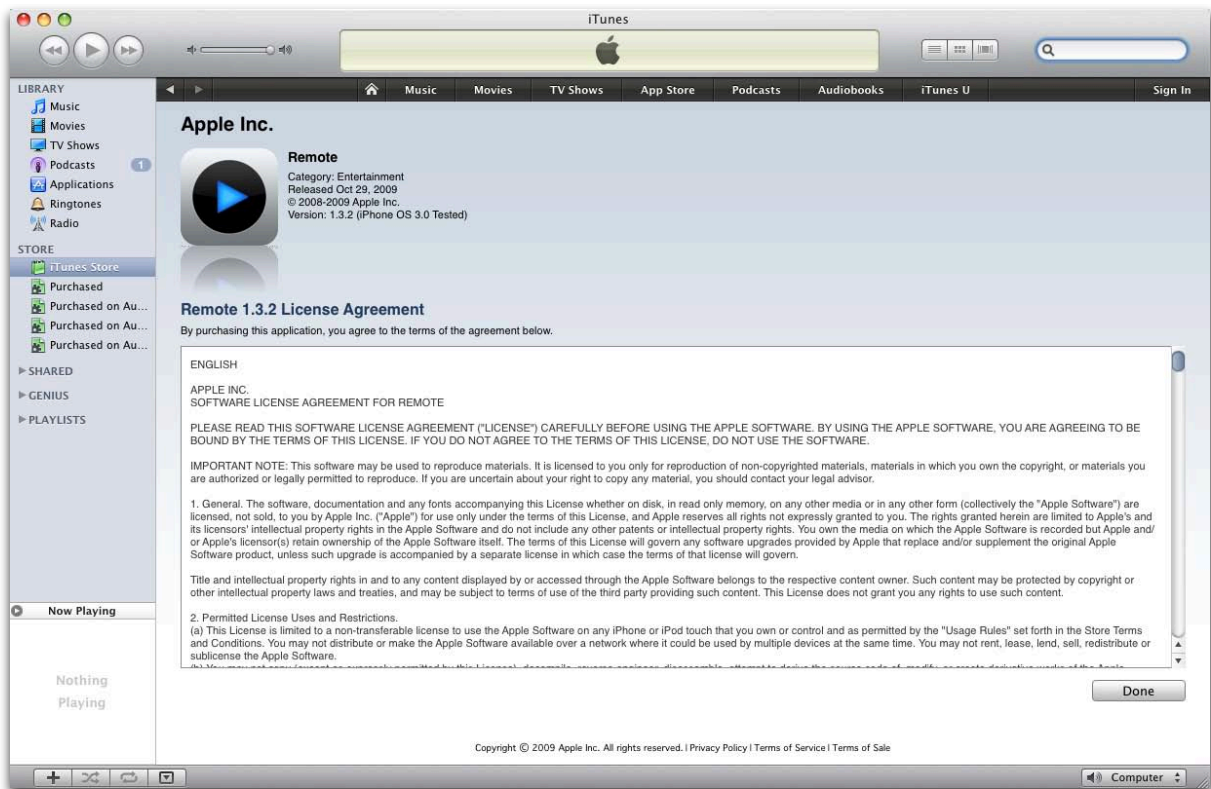 iTunes
LIBRARY
Music
Movies
TV Shows
Podcasts 1
Applications
Ringtones
Radio
STORE
iTunes Store
Purchased
Purchased on Au...
Purchased on Au...
Purchased on Au...
SHARED
GENIUS
PLAYLISTS
Now Playing
Nothing
Playing
Music Movies TV Shows App Store Podcasts Audiobooks iTunes U Sign In
Apple Inc.
Remote
Category: Entertainment
Released Oct 29, 2009
© 2008-2009 Apple Inc.
Version: 1.3.2 (iPhone OS 3.0 Tested)
Remote 1.3.2 License Agreement
By purchasing this application, you agree to the terms of the agreement below.
ENGLISH
APPLE INC.
SOFTWARE LICENSE AGREEMENT FOR REMOTE
PLEASE READ THIS SOFTWARE LICENSE AGREEMENT ("LICENSE") CAREFULLY BEFORE USING THE APPLE SOFTWARE. BY USING THE APPLE SOFTWARE, YOU ARE AGREEING TO BE
BOUND BY THE TERMS OF THIS LICENSE. IF YOU DO NOT AGREE TO THE TERMS OF THIS LICENSE, DO NOT USE THE SOFTWARE.
IMPORTANT NOTE: This software may be used to reproduce materials. It is licensed to you only for reproduction of non-copyrighted materials, materials in which you own the copyright, or materials you
are authorized or legally permitted to reproduce. If you are uncertain about your right to copy any material, you should contact your legal advisor.
1. General. The software, documentation and any fonts accompanying this License whether on disk, in read only memory, on any other media or in any other form (collectively the "Apple Software") are
licensed, not sold, to you by Apple Inc. ("Apple") for use only under the terms of this License, and Apple reserves all rights not expressly granted to you. The rights granted herein are limited to Apple's and
its licensors' intellectual property rights in the Apple Software and do not include any other patents or intellectual property rights. You own the media on which the Apple Software is recorded but Apple and/
or Apple's licensor(s) retain ownership of the Apple Software itself. The terms of this License will govern any software upgrades provided by Apple that replace and/or supplement the original Apple
Software product, unless such upgrade is accompanied by a separate license in which case the terms of that license will govern.
Title and intellectual property rights in and to any content displayed by or accessed through the Apple Software belongs to the respective content owner. Such content may be protected by copyright or
other intellectual property laws and treaties, and may be subject to terms of use of the third party providing such content. This License does not grant you any rights to use such content.
2. Permitted License Uses and Restrictions.
(a) This License is limited to a non-transferable license to use the Apple Software on any iPhone or iPod touch that you own or control and as permitted by the "Usage Rules" set forth in the Store Terms
and Conditions. You may not distribute or make the Apple Software available over a network where it could be used by multiple devices at the same time. You may not rent, lease, lend, sell, redistribute or
sublicense the Apple Software.
Done
Copyright © 2009 Apple Inc. All rights reserved. | Privacy Policy | Terms of Service | Terms of Sale
Computer